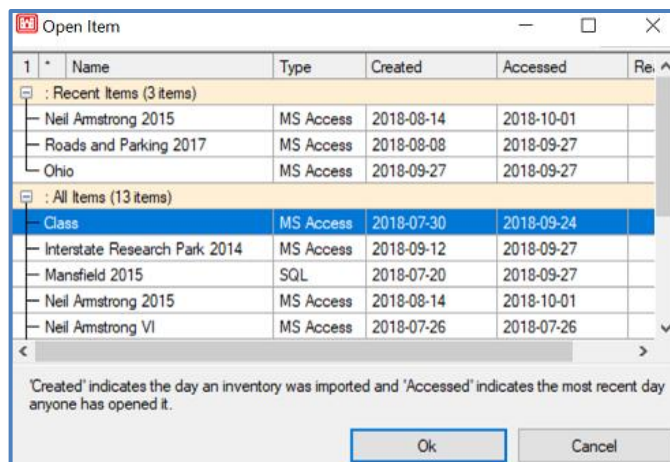 Open Item
1 * Name Type Created Accessed Re
: Recent Items (3 items)
Neil Armstrong 2015 MS Access 2018-08-14 2018-10-01
Roads and Parking 2017 MS Access 2018-08-08 2018-09-27
Ohio MS Access 2018-09-27 2018-09-27
: All Items (13 items)
Class MS Access 2018-07-30 2018-09-24
Interstate Research Park 2014 MS Access 2018-09-12 2018-09-27
Mansfield 2015 SQL 2018-07-20 2018-09-27
Neil Armstrong 2015 MS Access 2018-08-14 2018-10-01
Neil Armstrong VI MS Access 2018-07-26 2018-07-26
'Created' indicates the day an inventory was imported and 'Accessed' indicates the most recent day
anyone has opened it.
Ok Cancel